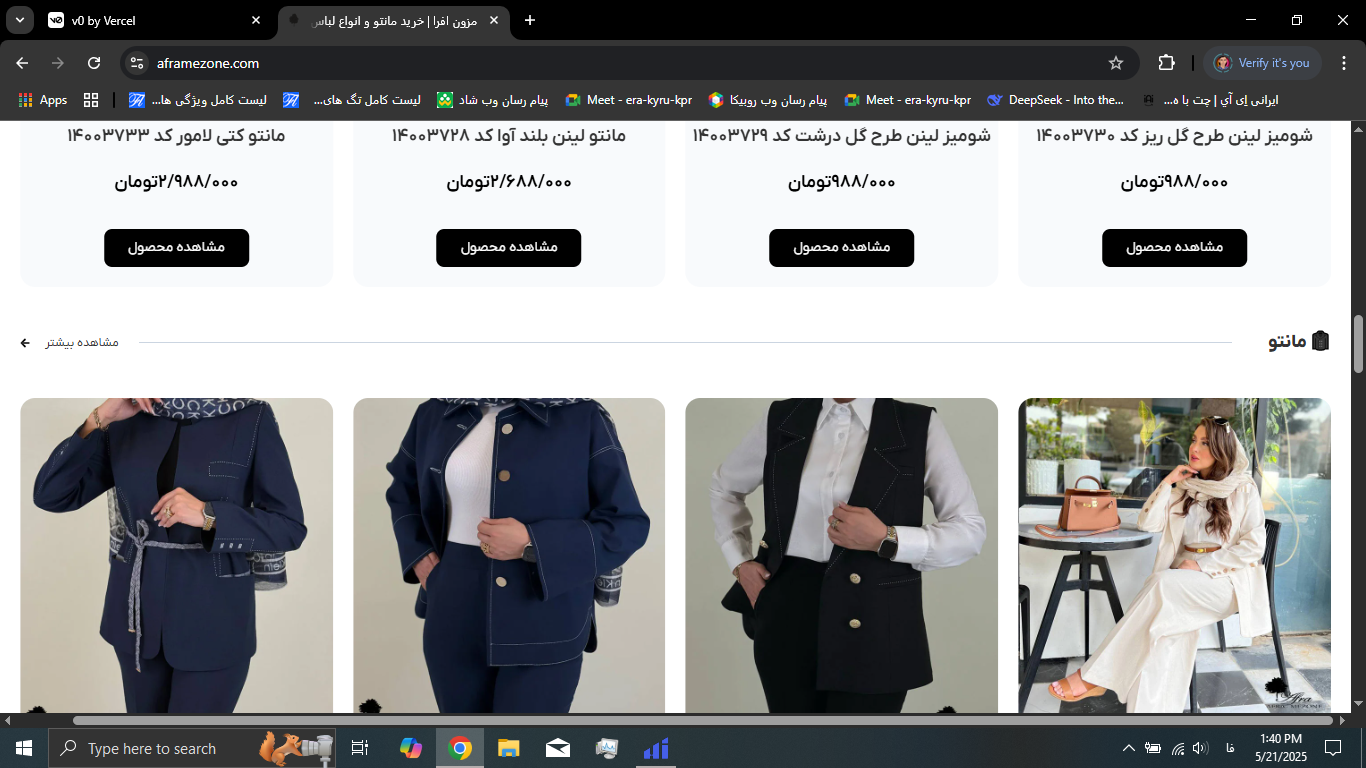 v0 by Vercel
مزون افرا | خرید مانتو و انواع لباس
aframezone.com
Verify it's you
Apps
لیست کامل ویژگی ها...
لیست کامل تگ های...
پیام رسان وب شاد
Meet - era-kyru-kpr
پیام رسان وب روبیکا
Meet - era-kyru-kpr
DeepSeek - Into the...
ایرانی اِی آی | چت با ه...
شومیز لینن طرح گل ریز کد ۱۴۰۰۳۷۳۰
شومیز لینن طرح گل درشت کد ۱۴۰۰۳۷۲۹
مانتو لینن بلند آوا کد ۱۴۰۰۳۷۲۸
مانتو کتی لامور کد ۱۴۰۰۳۷۳۳
۹۸۸/۰۰۰تومان
۹۸۸/۰۰۰تومان
۲/۶۸۸/۰۰۰تومان
۲/۹۸۸/۰۰۰تومان
مشاهده محصول
مشاهده محصول
مشاهده محصول
مشاهده محصول
مانتو
مشاهده بیشتر
Afra
Type here to search
فا
1:40 PM
5/21/2025